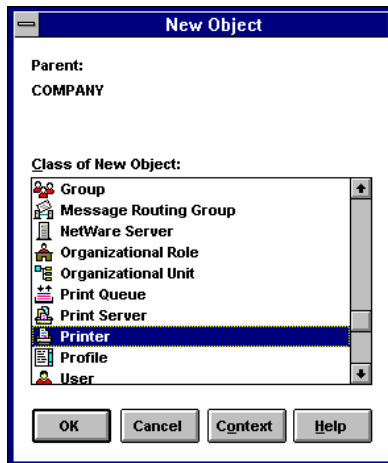 New Object
Parent:
COMPANY
Class of New Object:
Group
Message Routing Group
NetWare Server
Organizational Role
Organizational Unit
Print Queue
Print Server
Printer
Profile
User
OK Cancel Context Help